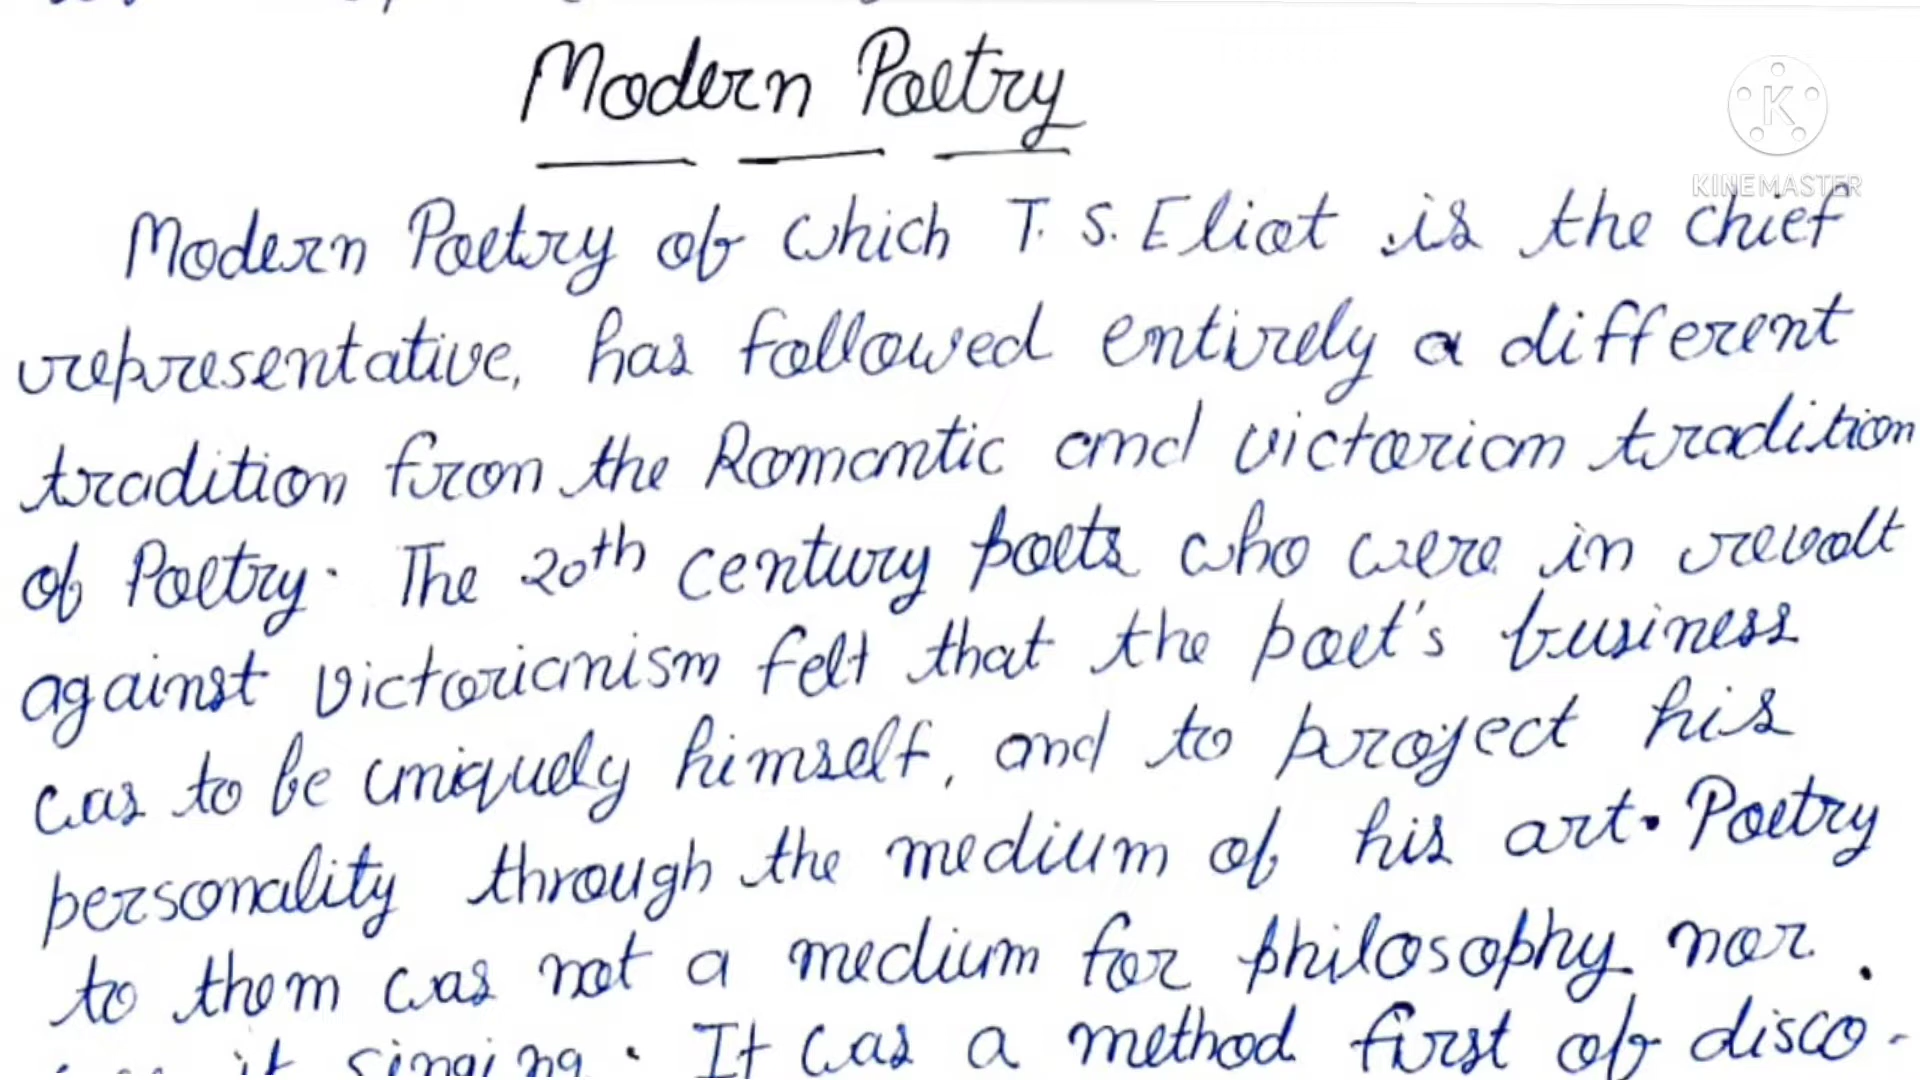 Modern Poetry
KINEMASTER
Modern Poetry of which T. S. Eliot is the chief
representative, has followed entirely a different
tradition from the Romantic and victorian tradition
of Poetry. The 20th century poets who were in revolt
against victorianism felt that the poet's business
was to be uniquely himself, and to project his
personality through the medium of his art. Poetry
to them was not a medium for philosophy nor.
it singing. It was a method first of disco-